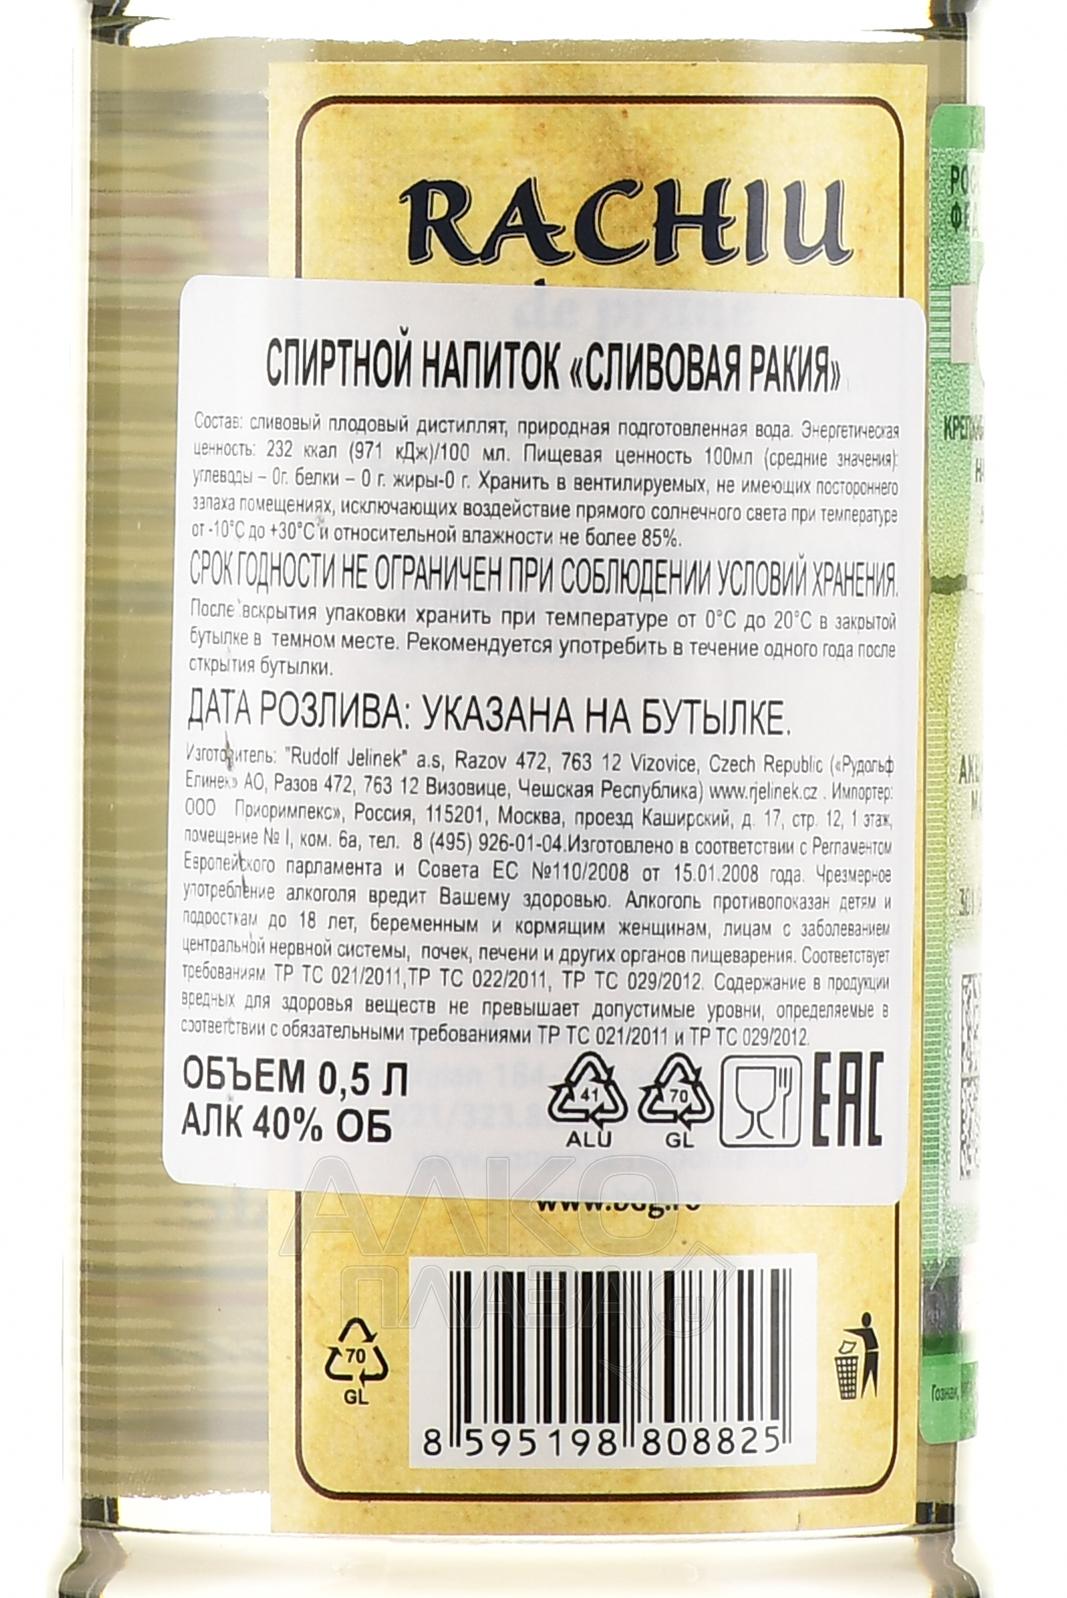 RACHIU
de prune
СПИРТНОЙ НАПИТОК «СЛИВОВАЯ РАКИЯ»
Состав: сливовый плодовый дистиллят, природная подготовленная вода. Энергетическая
ценность: 232 ккал (971 кДж)/100 мл. Пищевая ценность 100мл (средние значения):
углеводы – 0г. белки – 0 г. жиры-0 г. Хранить в вентилируемых, не имеющих постороннего
запаха помещениях, исключающих воздействие прямого солнечного света при температуре
от -10°С до +30°С и относительной влажности не более 85%.
СРОК ГОДНОСТИ НЕ ОГРАНИЧЕН ПРИ СОБЛЮДЕНИИ УСЛОВИЙ ХРАНЕНИЯ.
После вскрытия упаковки хранить при температуре от 0°С до 20°С в закрытой
бутылке в темном месте. Рекомендуется употребить в течение одного года после
открытия бутылки.
ДАТА РОЗЛИВА: УКАЗАНА НА БУТЫЛКЕ.
Изготовитель: "Rudolf Jelinek" a.s, Razov 472, 763 12 Vizovice, Czech Republic («Рудольф
Елинек» АО, Разов 472, 763 12 Визовице, Чешская Республика) www.rjelinek.cz . Импортер:
ООО Приоримпекс», Россия, 115201, Москва, проезд Каширский, д. 17, стр. 12, 1 этаж,
помещение № I, ком. 6а, тел. 8 (495) 926-01-04.Изготовлено в соответствии с Регламентом
Европейского парламента и Совета ЕС №110/2008 от 15.01.2008 года. Чрезмерное
употребление алкоголя вредит Вашему здоровью. Алкоголь противопоказан детям и
подросткам до 18 лет, беременным и кормящим женщинам, лицам с заболеванием
центральной нервной системы, почек, печени и других органов пищеварения. Соответствует
требованиям ТР ТС 021/2011,ТР ТС 022/2011, ТР ТС 029/2012. Содержание в продукции
вредных для здоровья веществ не превышает допустимые уровни, определяемые в
соответствии с обязательными требованиями ТР ТС 021/2011 и ТР ТС 029/2012.
ОБЪЕМ 0,5 Л
АЛК 40% ОБ
41
ALU
70
GL
EAC
www.bdg.ro
АЛКО
ПЛАЗА.ru
70
GL
8 595198 808825